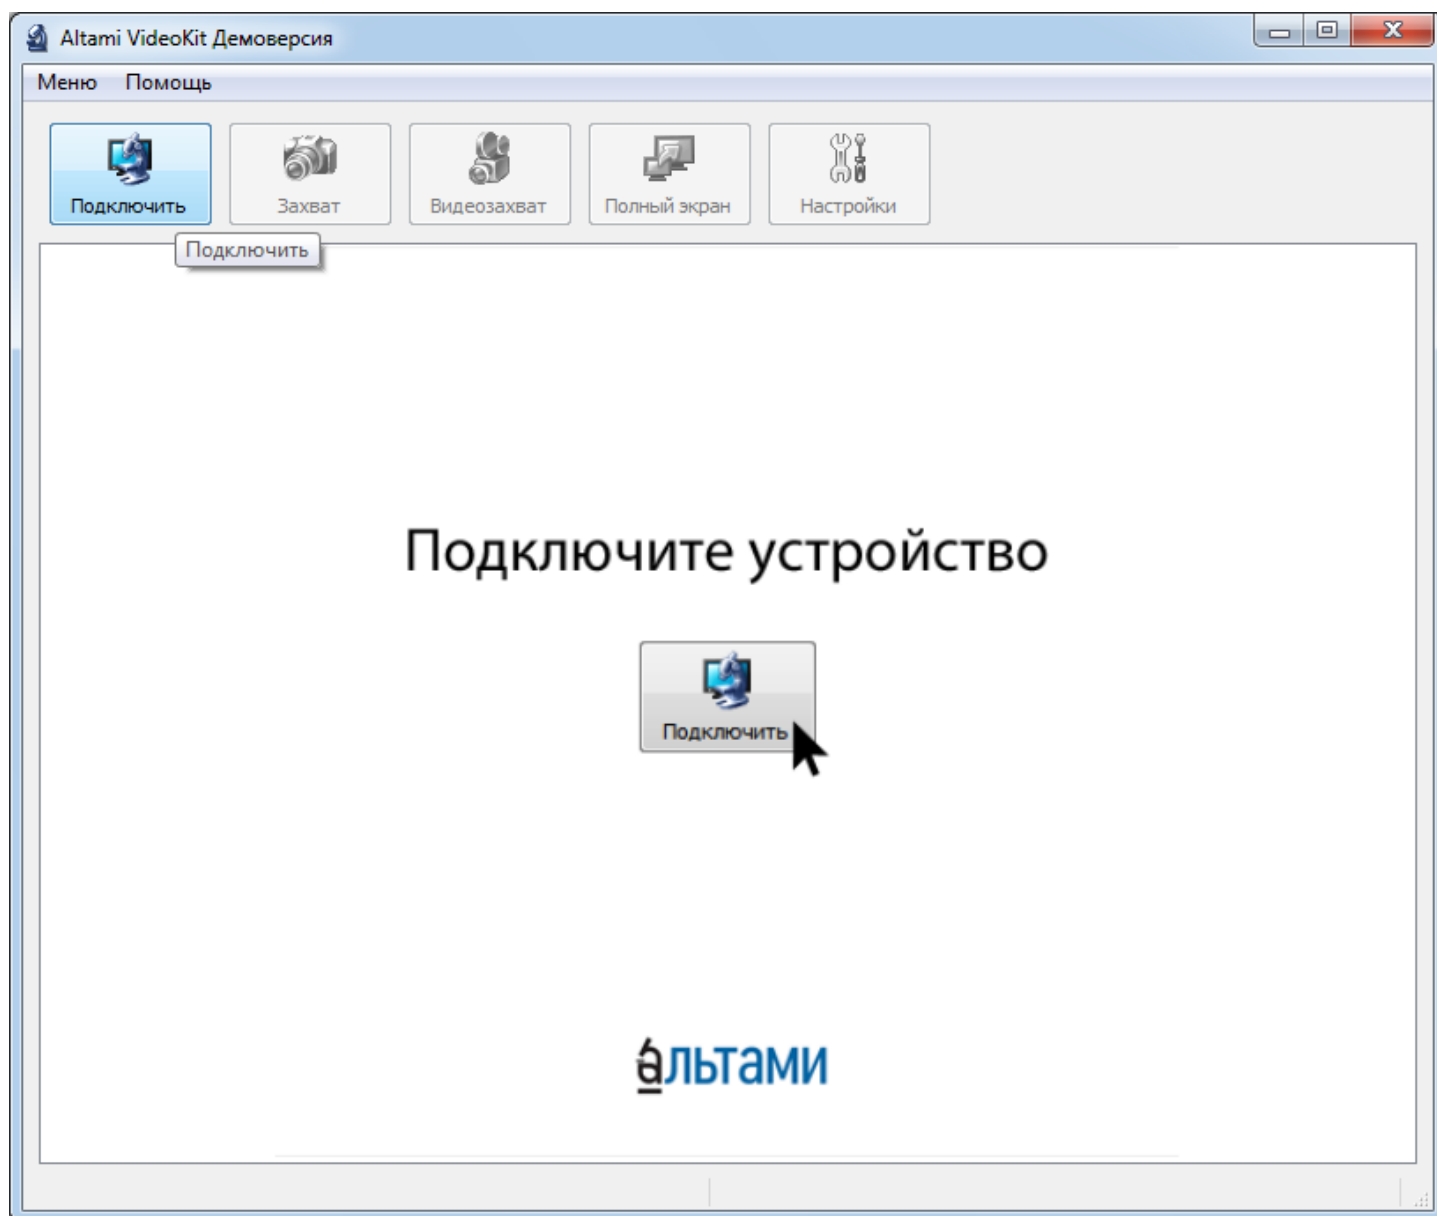 Altami VideoKit Демоверсия
Меню Помощь
Подключить Захват Видеозахват Полный экран Настройки
Подключить
Подключите устройство
Подключить
альтами